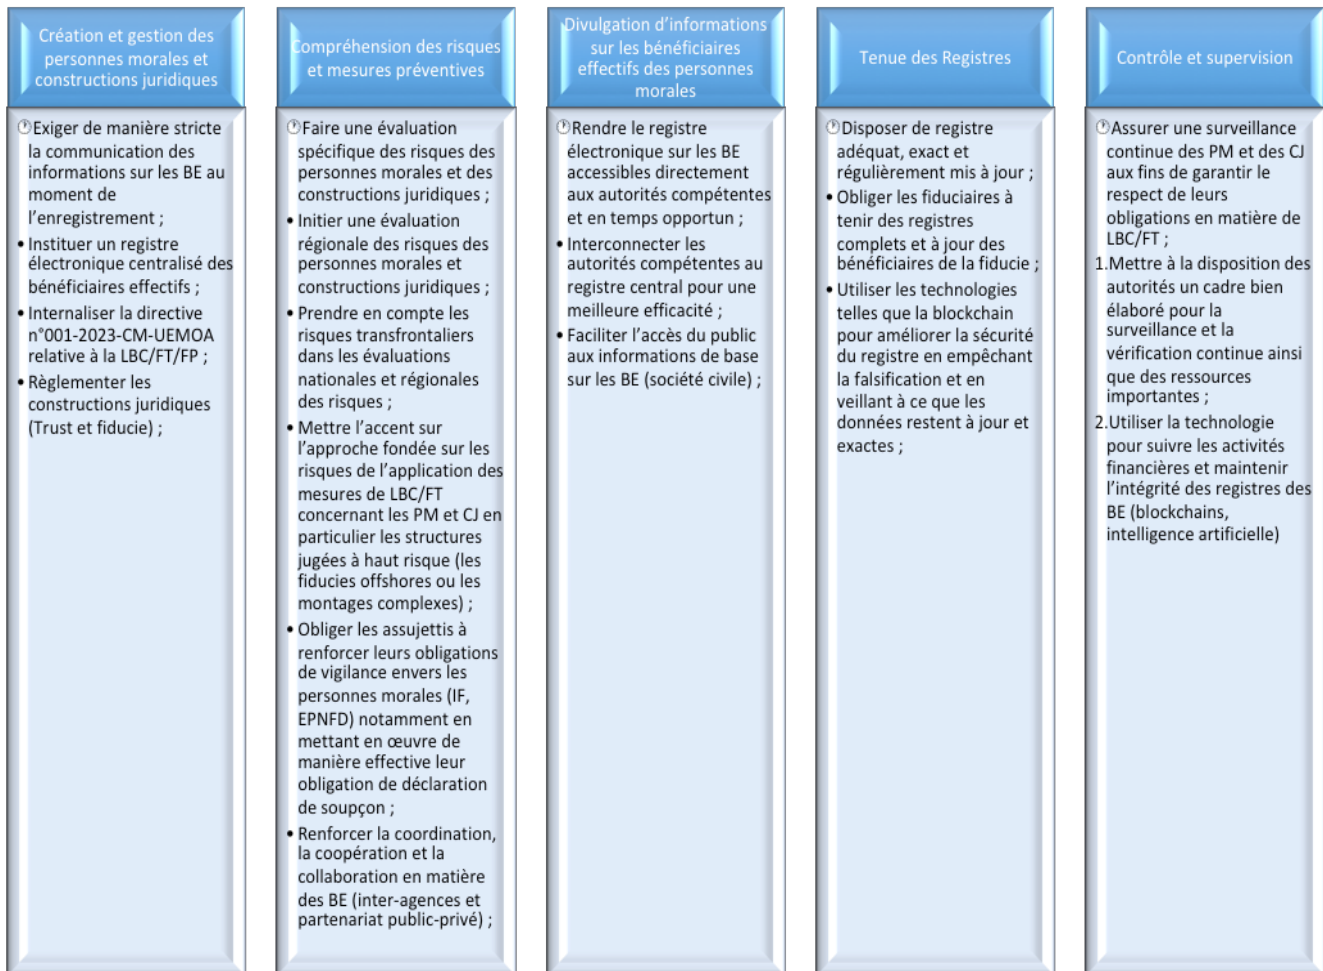 Création et gestion des
personnes morales et
constructions juridiques
🕐Exiger de manière stricte
la communication des
informations sur les BE au
moment de
l’enregistrement ;
• Instituer un registre
électronique centralisé des
bénéficiaires effectifs ;
• Internaliser la directive
n°001-2023-CM-UEMOA
relative à la LBC/FT/FP ;
• Règlementer les
constructions juridiques
(Trust et fiducie) ;
Compréhension des risques
et mesures préventives
🕐Faire une évaluation
spécifique des risques des
personnes morales et des
constructions juridiques ;
• Initier une évaluation
régionale des risques des
personnes morales et
constructions juridiques ;
• Prendre en compte les
risques transfrontaliers
dans les évaluations
nationales et régionales
des risques ;
• Mettre l’accent sur
l’approche fondée sur les
risques de l’application des
mesures de LBC/FT
concernant les PM et CJ en
particulier les structures
jugées à haut risque (les
fiducies offshores ou les
montages complexes) ;
• Obliger les assujettis à
renforcer leurs obligations
de vigilance envers les
personnes morales (IF,
EPNFD) notamment en
mettant en œuvre de
manière effective leur
obligation de déclaration
de soupçon ;
• Renforcer la coordination,
la coopération et la
collaboration en matière
des BE (inter-agences et
partenariat public-privé) ;
Divulgation d’informations
sur les bénéficiaires
effectifs des personnes
morales
🕐Rendre le registre
électronique sur les BE
accessibles directement
aux autorités compétentes
et en temps opportun ;
• Interconnecter les
autorités compétentes au
registre central pour une
meilleure efficacité ;
• Faciliter l’accès du public
aux informations de base
sur les BE (société civile) ;
Tenue des Registres
🕐Disposer de registre
adéquat, exact et
régulièrement mis à jour ;
• Obliger les fiduciaires à
tenir des registres
complets et à jour des
bénéficiaires de la fiducie ;
• Utiliser les technologies
telles que la blockchain
pour améliorer la sécurité
du registre en empêchant
la falsification et en
veillant à ce que les
données restent à jour et
exactes ;
Contrôle et supervision
🕐Assurer une surveillance
continue des PM et des CJ
aux fins de garantir le
respect de leurs
obligations en matière de
LBC/FT ;
1.Mettre à la disposition des
autorités un cadre bien
élaboré pour la
surveillance et la
vérification continue ainsi
que des ressources
importantes ;
2.Utiliser la technologie
pour suivre les activités
financières et maintenir
l’intégrité des registres des
BE (blockchains,
intelligence artificielle)